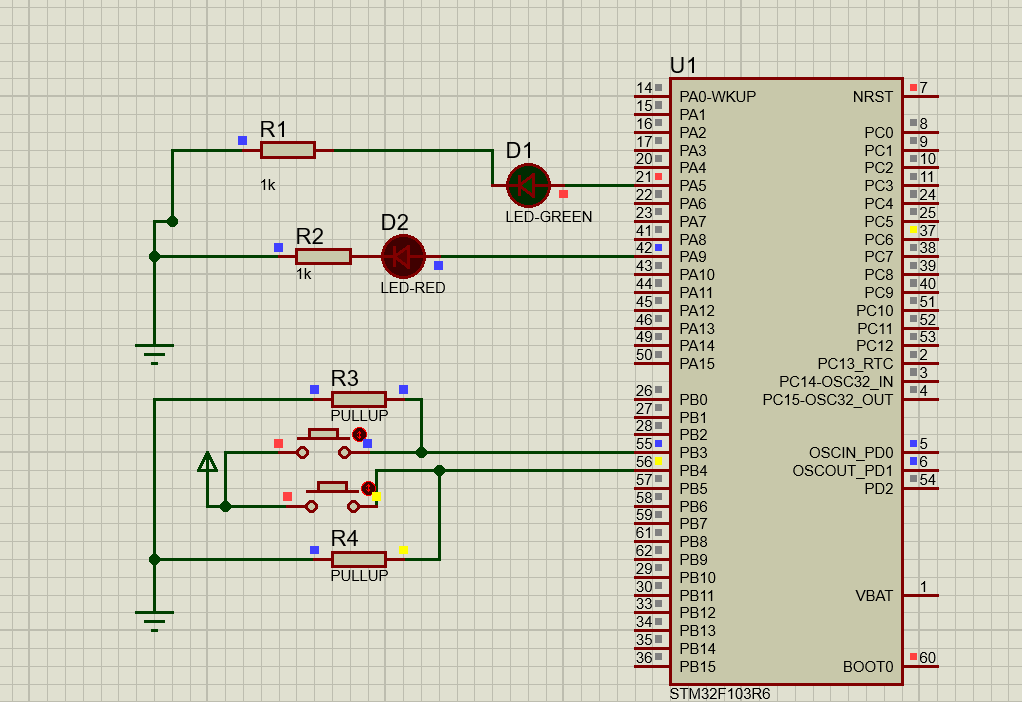 U1
14 PA0-WKUP NRST 7
15 PA1
16 PA2 PC0 8
17 PA3 PC1 9
20 PA4 PC2 10
21 PA5 PC3 11
22 PA6 PC4 24
23 PA7 PC5 25
41 PA8 PC6 37
42 PA9 PC7 38
43 PA10 PC8 39
44 PA11 PC9 40
45 PA12 PC10 51
46 PA13 PC11 52
49 PA14 PC12 53
50 PA15 PC13_RTC 2
PC14-OSC32_IN 3
26 PB0 PC15-OSC32_OUT 4
27 PB1
28 PB2
55 PB3 OSCIN_PD0 5
56 PB4 OSCOUT_PD1 6
57 PB5 PD2 54
58 PB6
59 PB7
61 PB8
62 PB9
29 PB10
30 PB11 VBAT 1
33 PB12
34 PB13
35 PB14
36 PB15 BOOT0 60
STM32F103R6
R1
1k
D1
LED-GREEN
R2
1k
D2
LED-RED
R3
PULLUP
R4
PULLUP